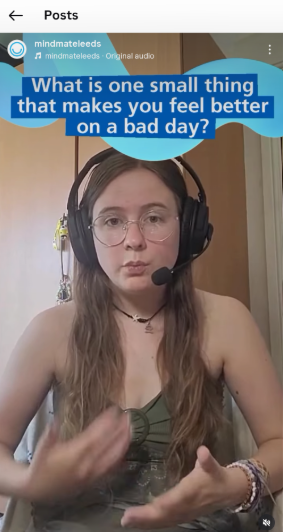 Posts
mindmateleeds
mindmateleeds · Original audio
What is one small thing
that makes you feel better
on a bad day?